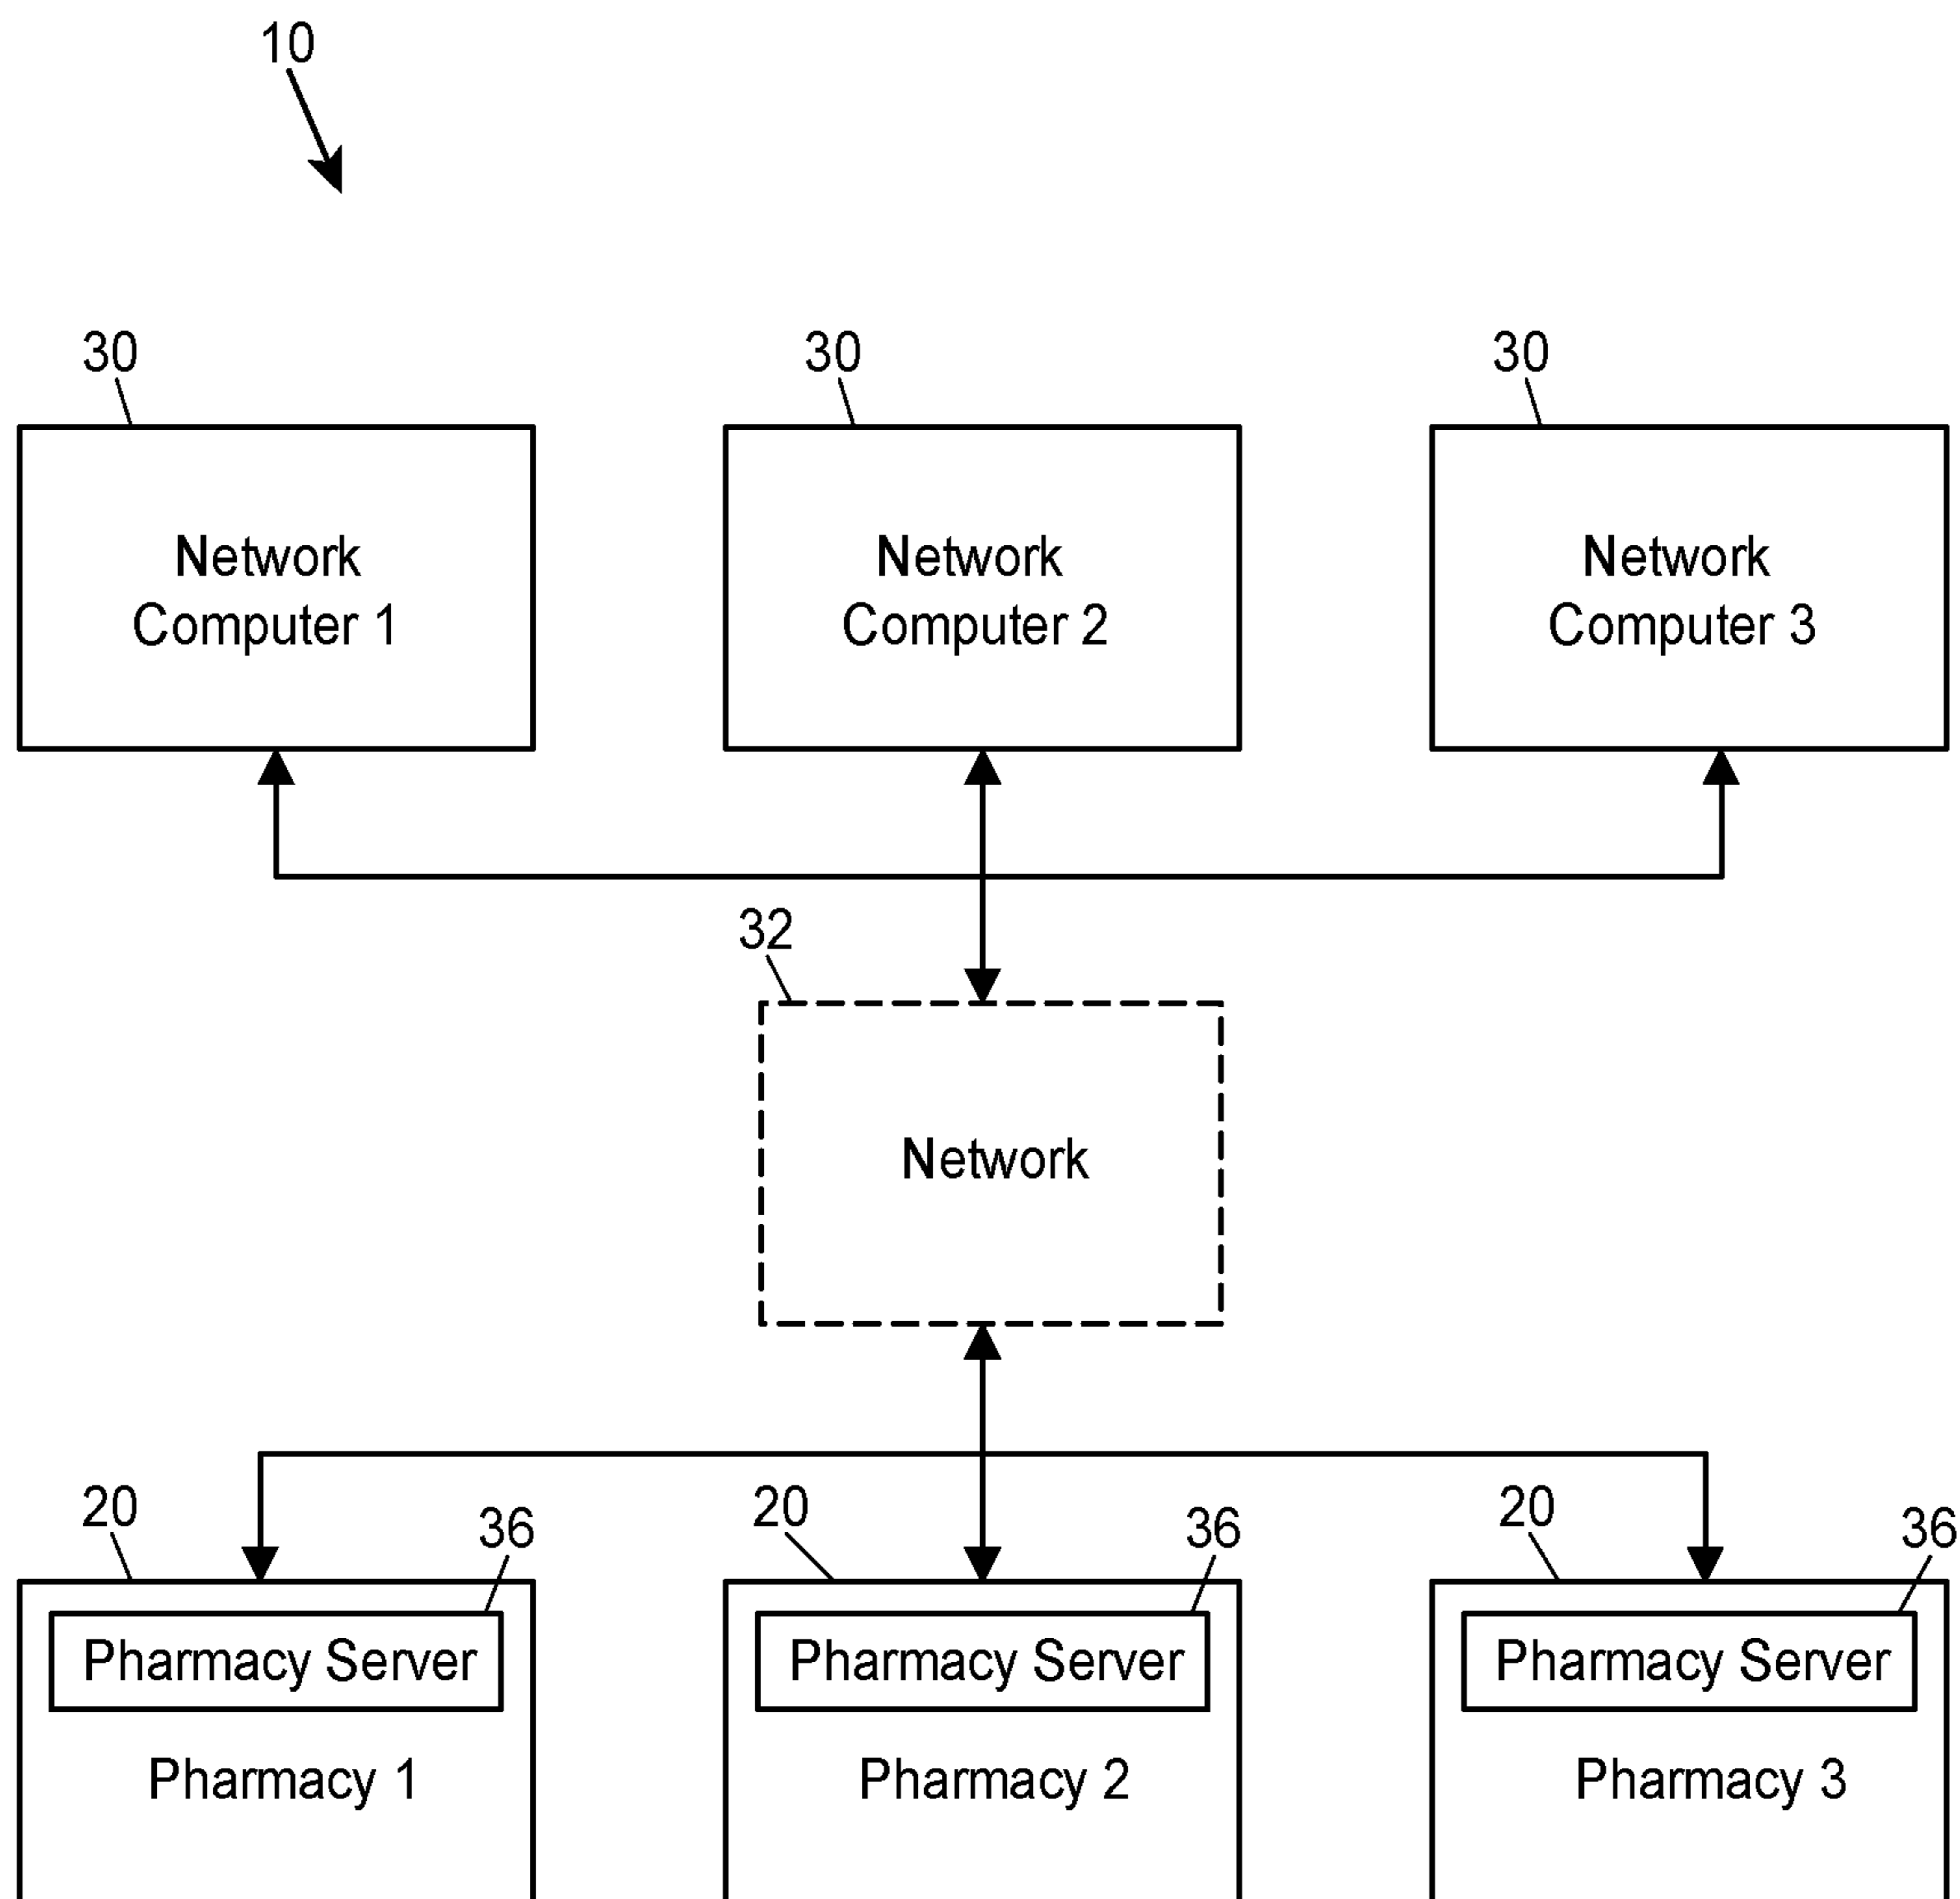 10
30
30
30
Network
Computer 1
Network
Computer 2
Network
Computer 3
32
Network
20
36
20
36
20
36
Pharmacy Server
Pharmacy 1
Pharmacy Server
Pharmacy 2
Pharmacy Server
Pharmacy 3